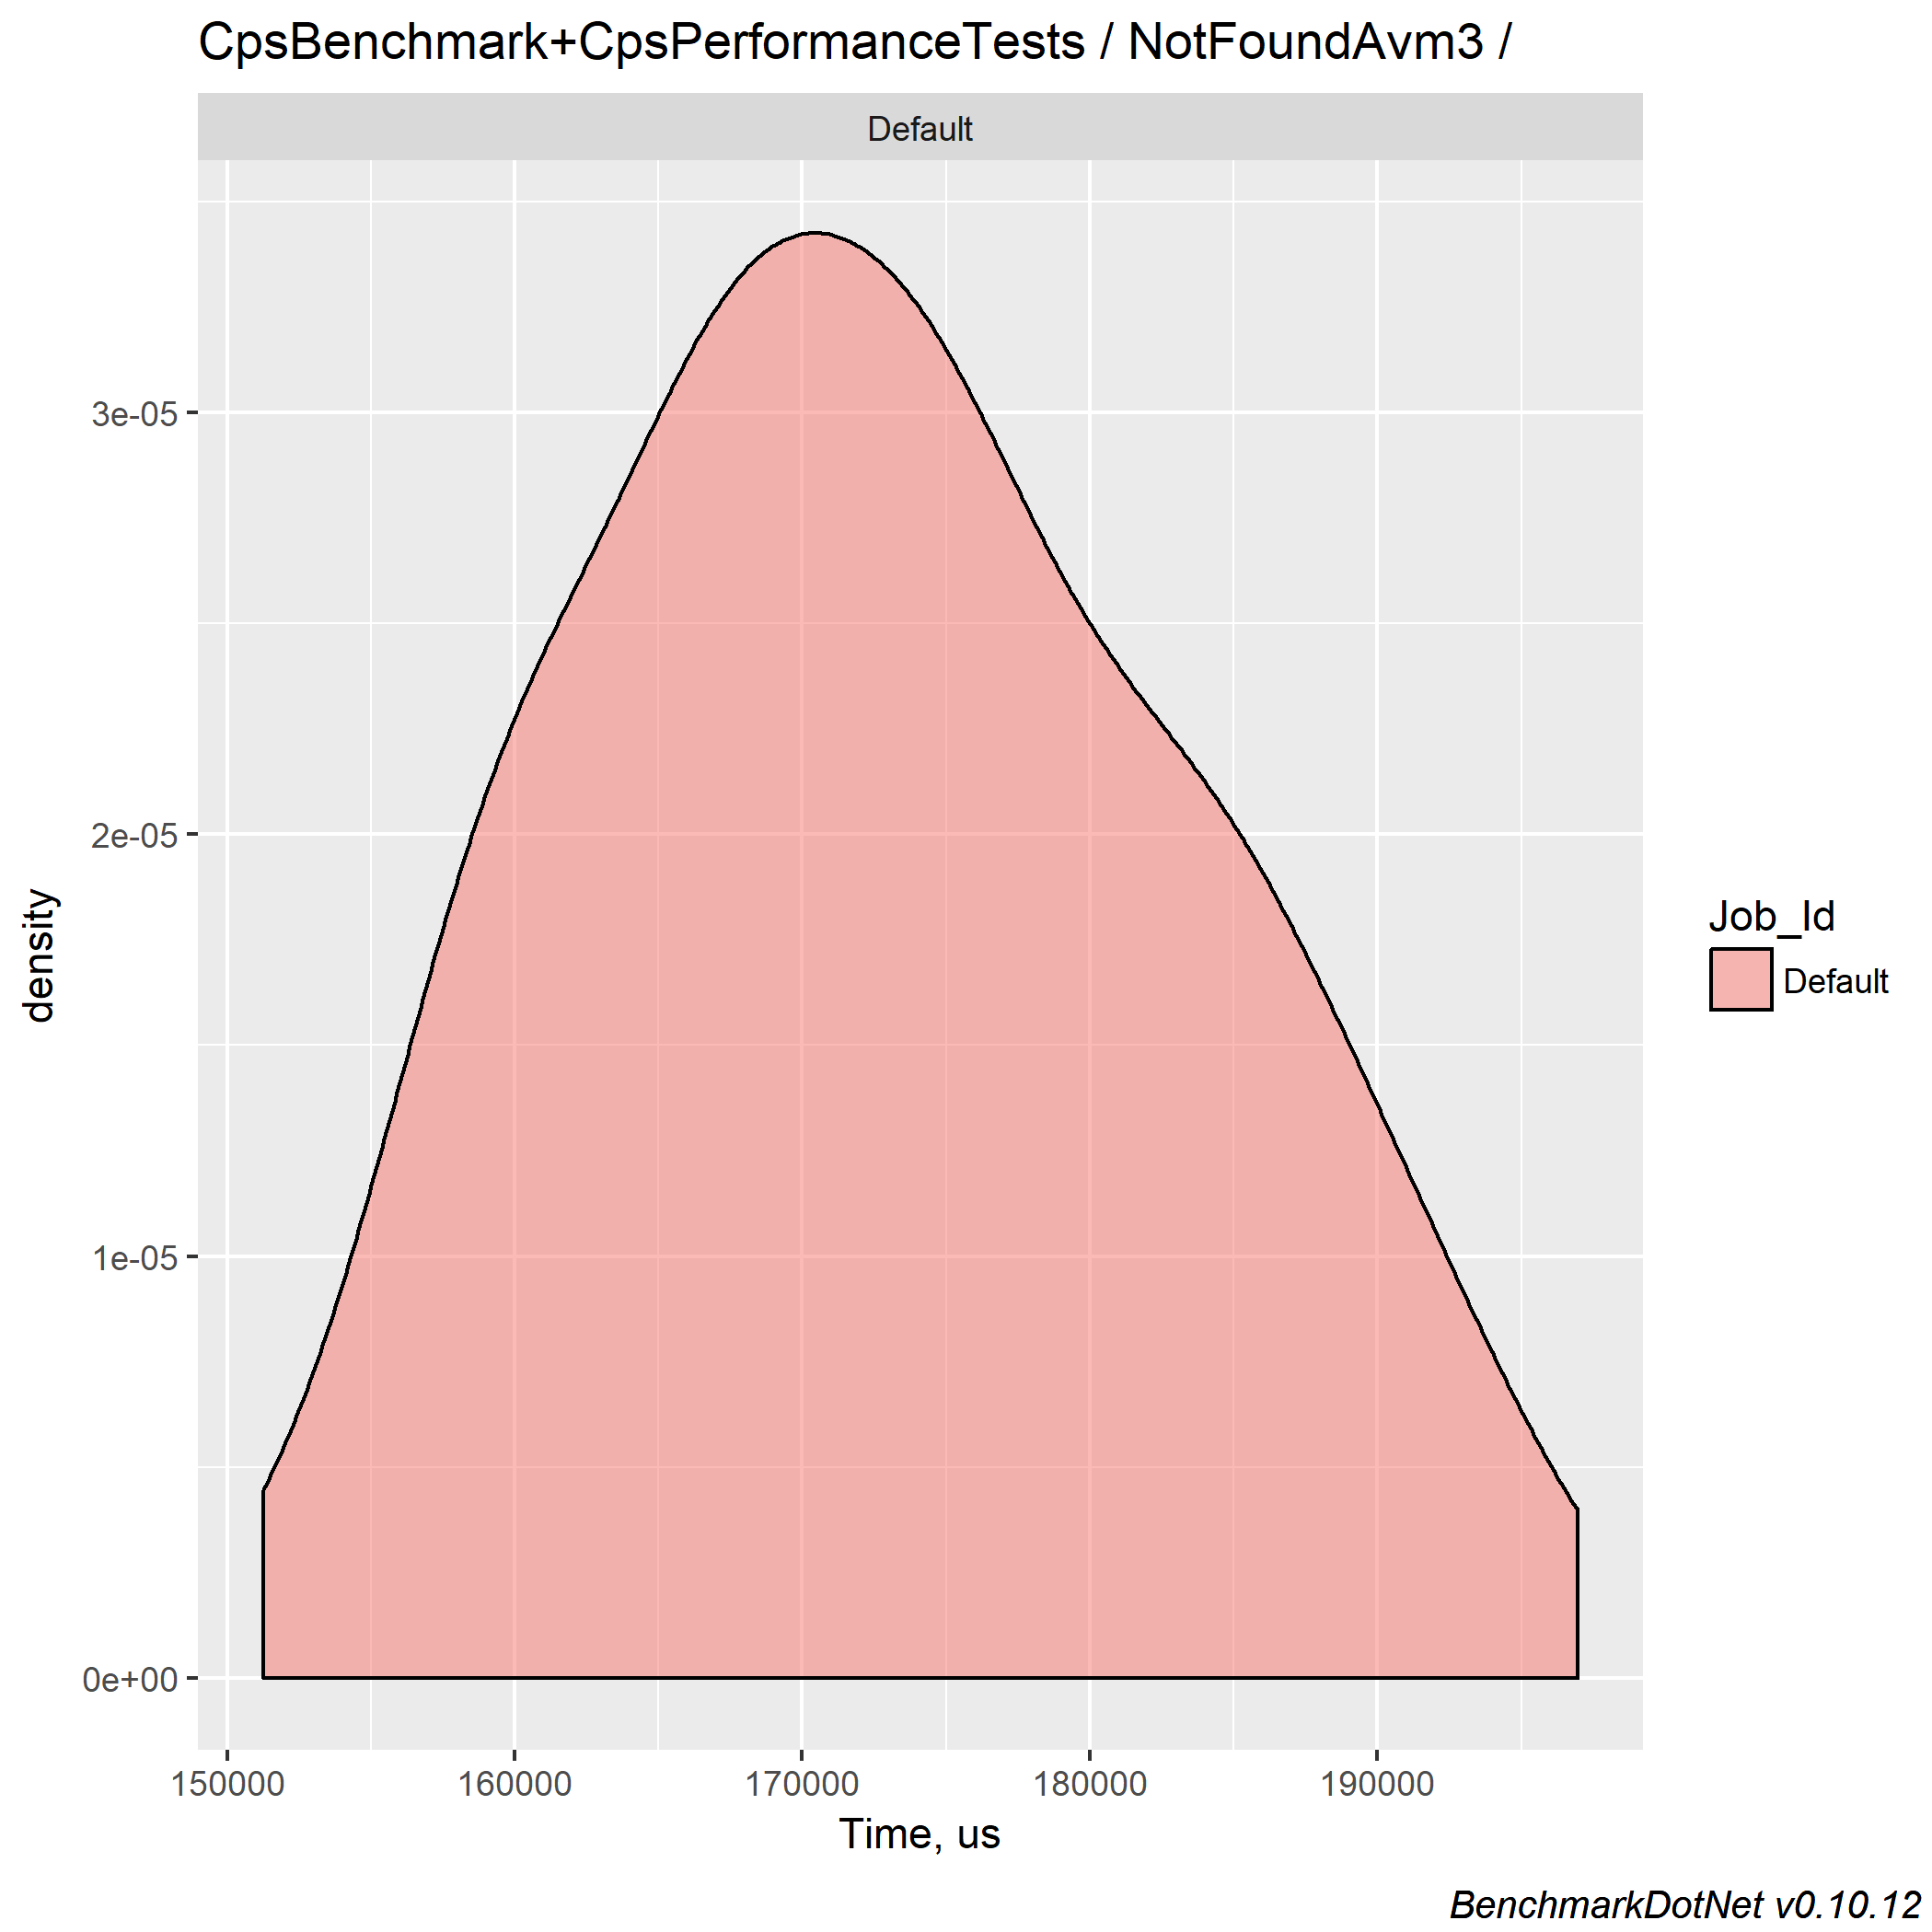 CpsBenchmark+CpsPerformanceTests / NotFoundAvm3 /
Default
density
3e-05
2e-05
1e-05
0e+00
150000 160000 170000 180000 190000
Time, us
Job_Id
Default
BenchmarkDotNet v0.10.12